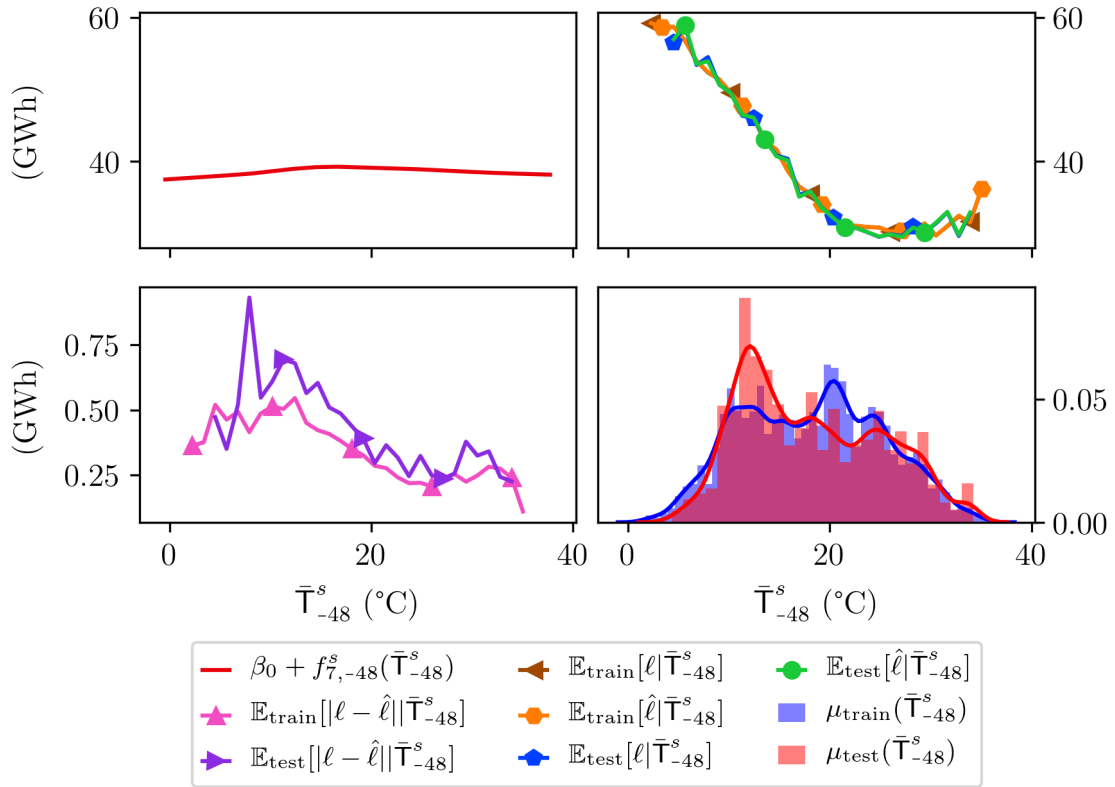 60 60
(GWh) 40 40
0.75
(GWh) 0.50 0.05
0.25
0.00
0 20 40 0 20 40
T̄ˢ₋₄₈ (°C) T̄ˢ₋₄₈ (°C)
β₀ + fˢ₇,₋₄₈(T̄ˢ₋₄₈) 𝔼train[ℓ|T̄ˢ₋₄₈] 𝔼test[ℓ̂|T̄ˢ₋₄₈]
𝔼train[|ℓ − ℓ̂||T̄ˢ₋₄₈] 𝔼train[ℓ̂|T̄ˢ₋₄₈] μtrain(T̄ˢ₋₄₈)
𝔼test[|ℓ − ℓ̂||T̄ˢ₋₄₈] 𝔼test[ℓ|T̄ˢ₋₄₈] μtest(T̄ˢ₋₄₈)